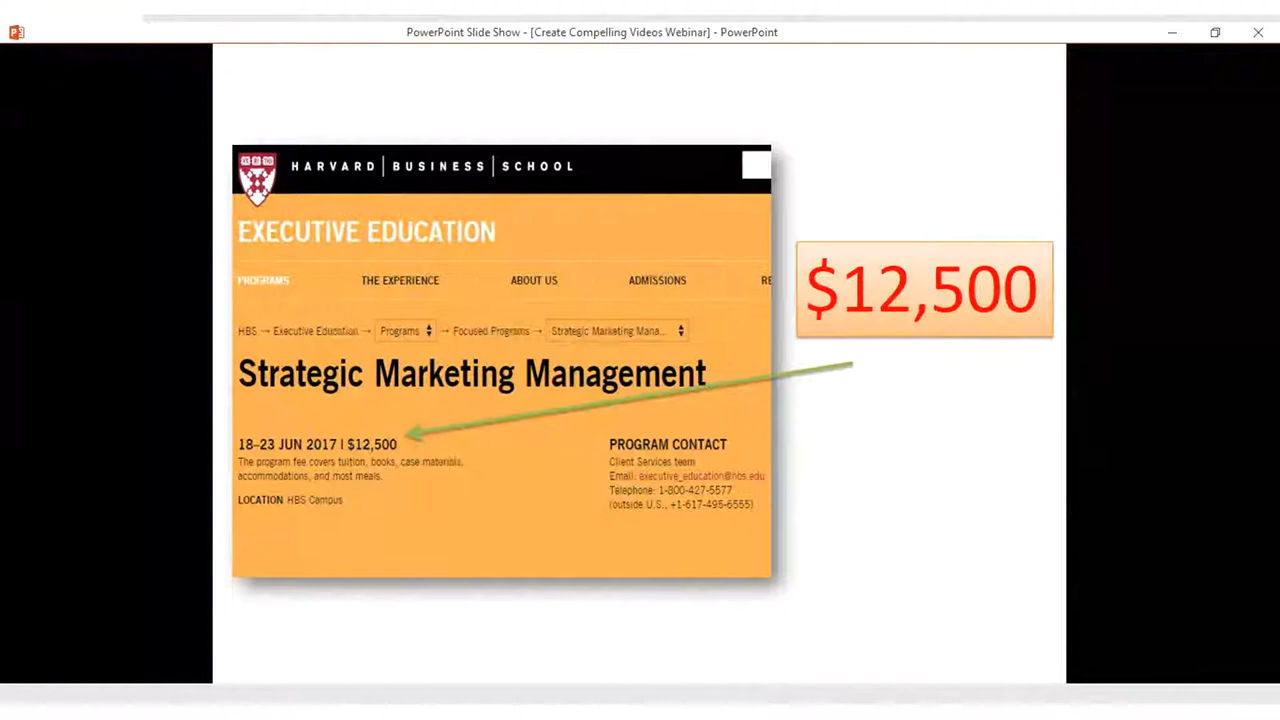 PowerPoint Slide Show - [Create Compelling Videos Webinar] - PowerPoint
HARVARD | BUSINESS | SCHOOL
EXECUTIVE EDUCATION
PROGRAMS THE EXPERIENCE ABOUT US ADMISSIONS RE
HBS → Executive Education → Programs → Focused Programs → Strategic Marketing Mana...
Strategic Marketing Management
18–23 JUN 2017 | $12,500
The program fee covers tuition, books, case materials,
accommodations, and most meals.
LOCATION HBS Campus
PROGRAM CONTACT
Client Services team
Email: executive_education@hbs.edu
Telephone: 1-800-427-5577
(outside U.S., +1-617-495-6555)
$12,500